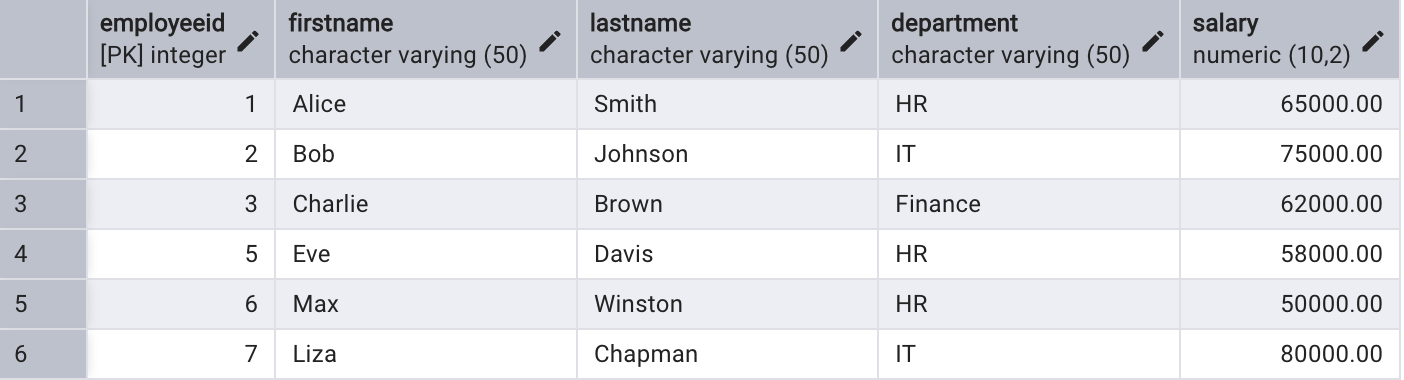 employeeid firstname lastname department salary
[PK] integer character varying (50) character varying (50) character varying (50) numeric (10,2)
1 1 Alice Smith HR 65000.00
2 2 Bob Johnson IT 75000.00
3 3 Charlie Brown Finance 62000.00
4 5 Eve Davis HR 58000.00
5 6 Max Winston HR 50000.00
6 7 Liza Chapman IT 80000.00